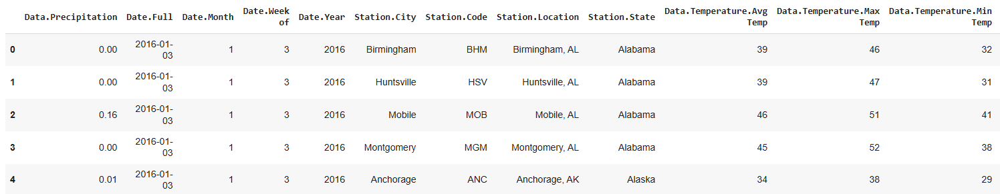 Data.Precipitation Date.Full Date.Month Date.Week of Date.Year Station.City Station.Code Station.Location Station.State Data.Temperature.Avg Temp Data.Temperature.Max Temp Data.Temperature.Min Temp
0 0.00 2016-01-03 1 3 2016 Birmingham BHM Birmingham, AL Alabama 39 46 32
1 0.00 2016-01-03 1 3 2016 Huntsville HSV Huntsville, AL Alabama 39 47 31
2 0.16 2016-01-03 1 3 2016 Mobile MOB Mobile, AL Alabama 46 51 41
3 0.00 2016-01-03 1 3 2016 Montgomery MGM Montgomery, AL Alabama 45 52 38
4 0.01 2016-01-03 1 3 2016 Anchorage ANC Anchorage, AK Alaska 34 38 29